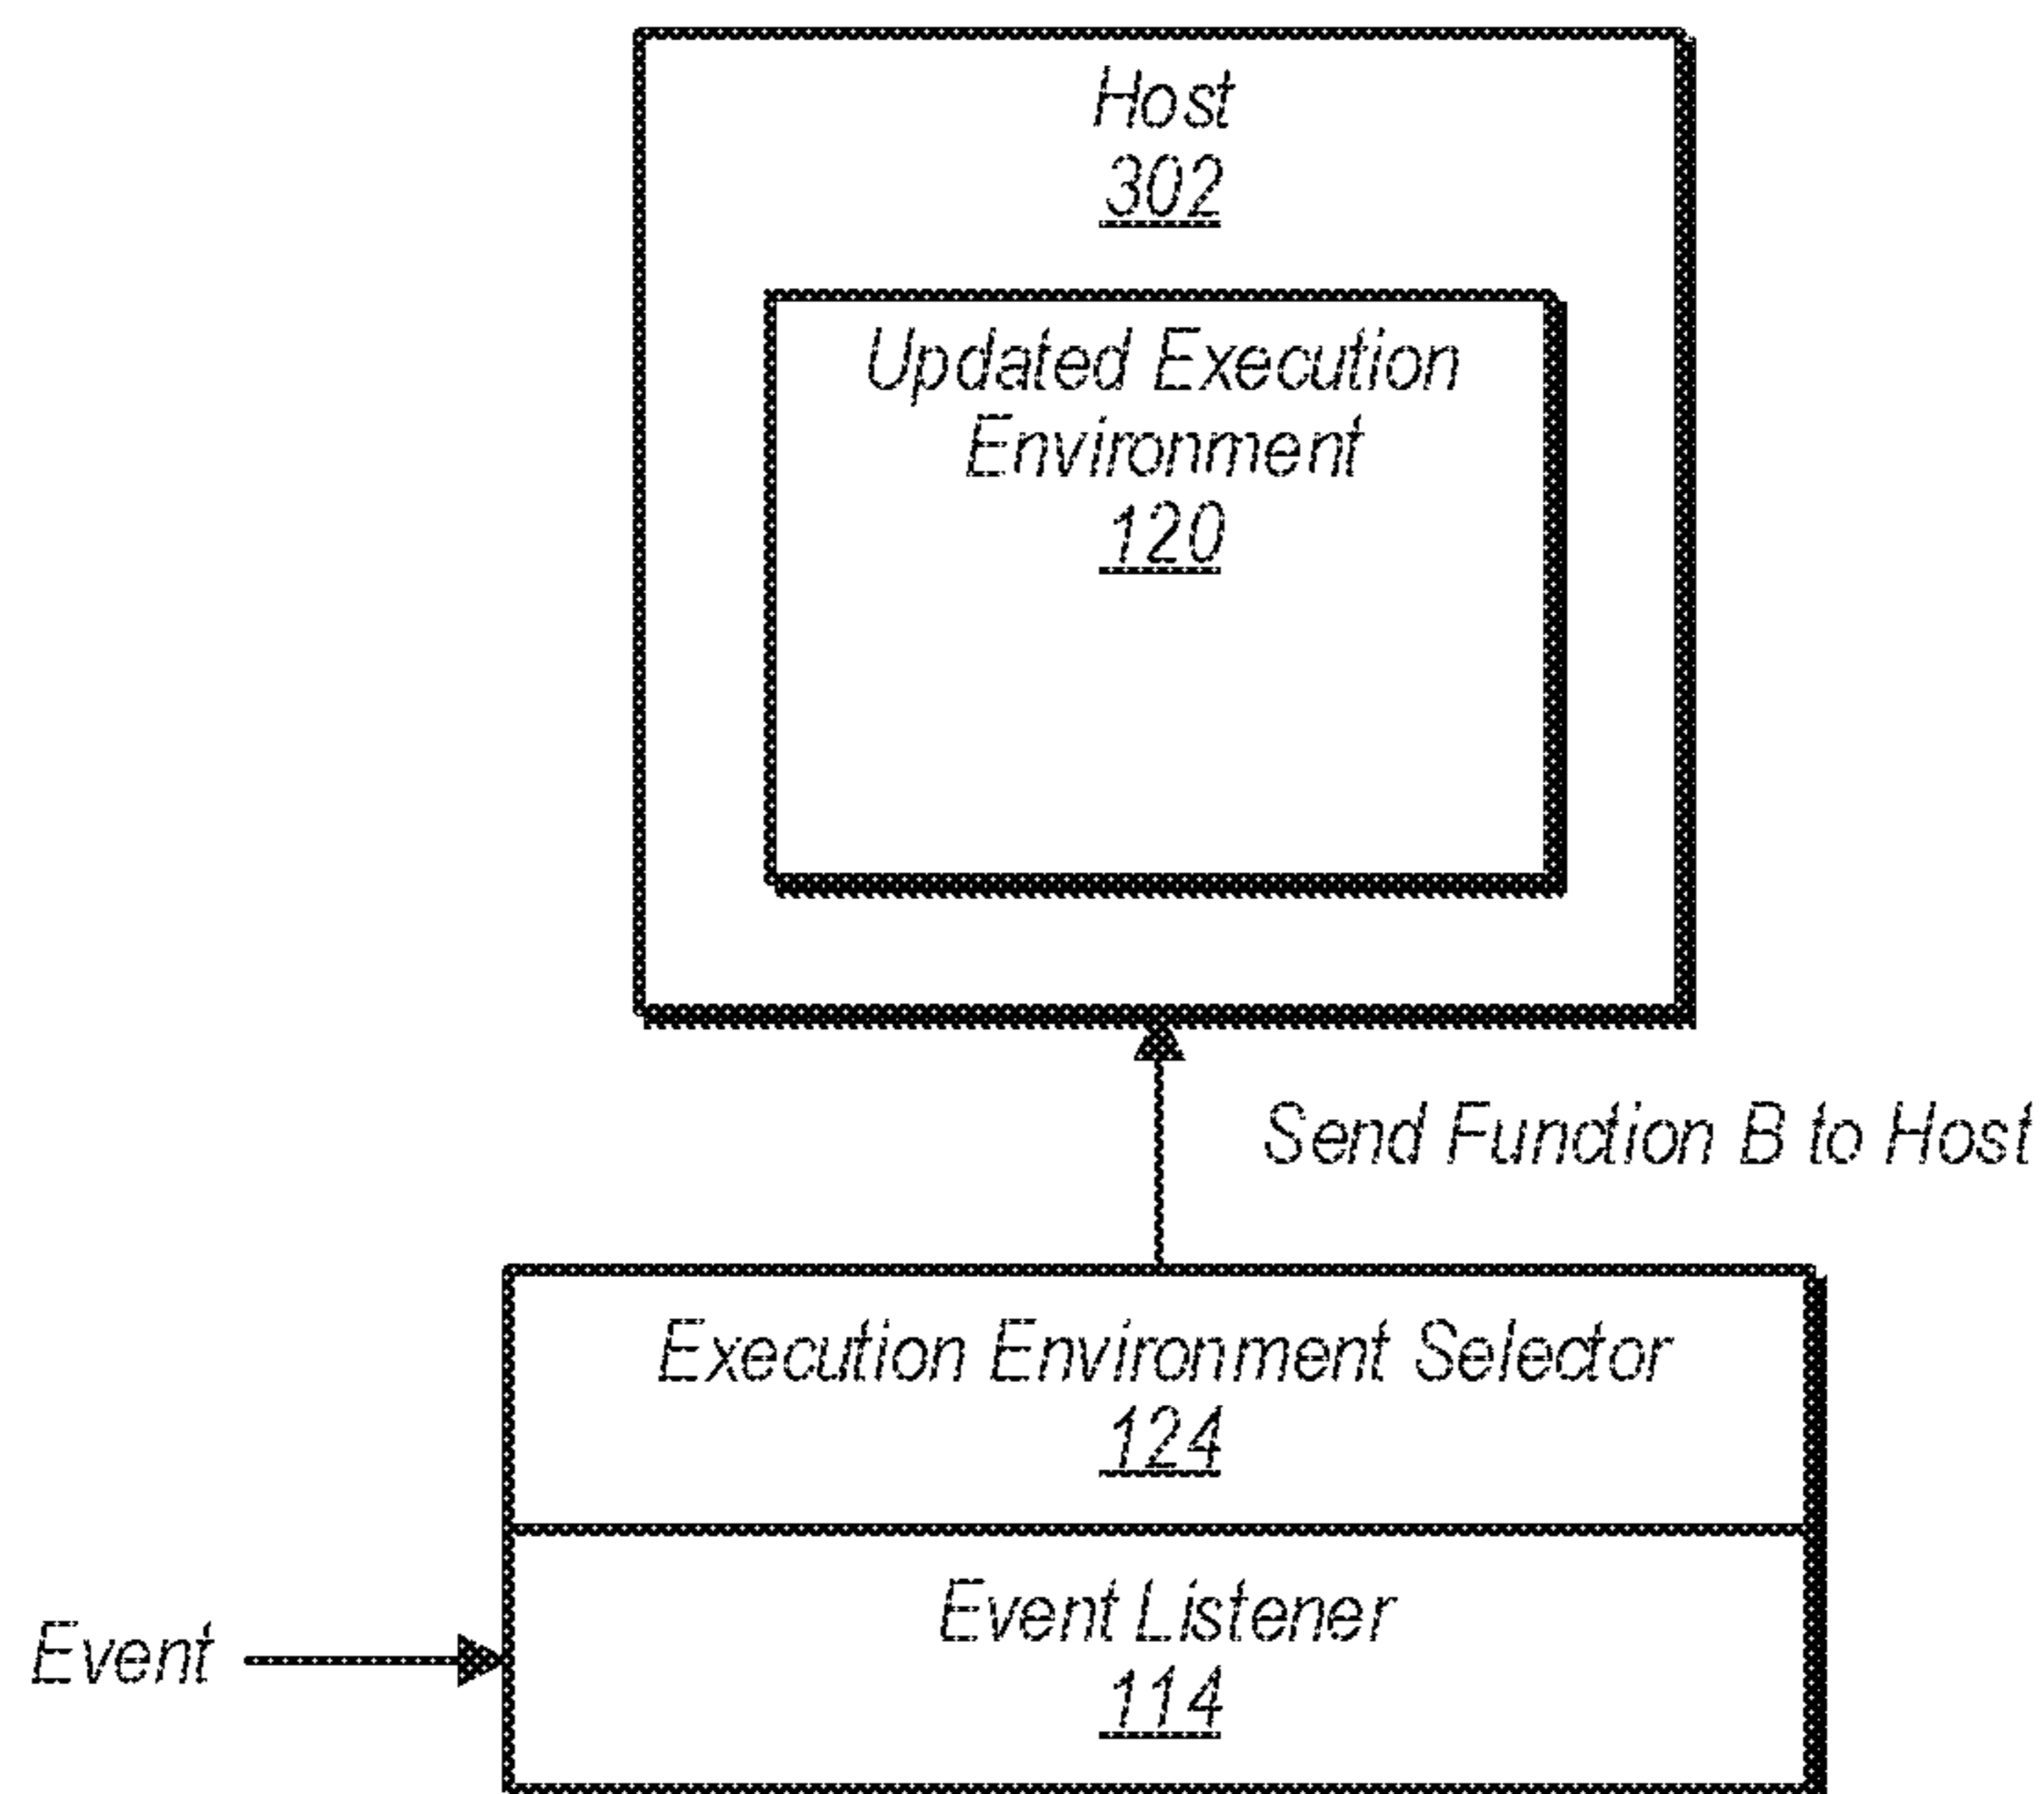 Host
302
Updated Execution
Environment
120
Send Function B to Host
Execution Environment Selector
124
Event Listener
114
Event